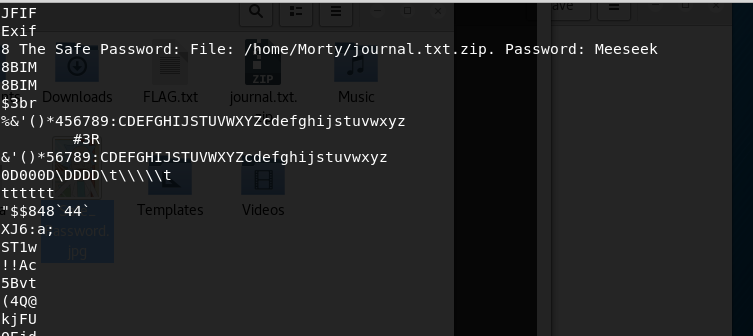 JFIF
ave
Exif
8 The Safe Password: File: /home/Morty/journal.txt.zip. Password: Meeseek
8BIM
8BIM
ZIP
Downloads
FLAG.txt
journal.txt.
Music
$3br
%&'()*456789:CDEFGHIJSTUVWXYZcdefghijstuvwxyz
#3R
&'()*56789:CDEFGHIJSTUVWXYZcdefghijstuvwxyz
0D000D\DDDD\t\\\\\t
tttttt
"$$848`44`
Templates
Videos
XJ6:a;
assword.
jpg
ST1w
!!Ac
5Bvt
(4Q@
kjFU